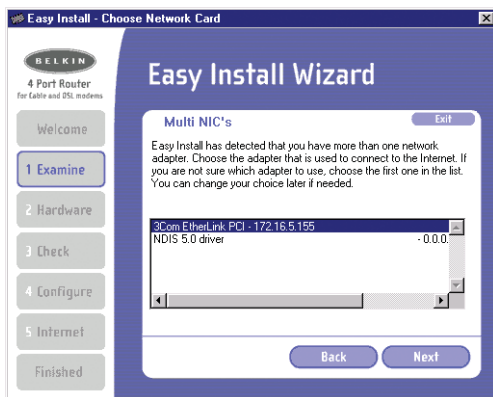 Easy Install - Choose Network Card
BELKIN
4 Port Router
for Cable and DSL modems
Easy Install Wizard
Welcome
1 Examine
2 Hardware
3 Check
4 Configure
5 Internet
Finished
Multi NIC's
Exit
Easy Install has detected that you have more than one network
adapter. Choose the adapter that is used to connect to the Internet. If
you are not sure which adapter to use, choose the first one in the list.
You can change your choice later if needed.
3Com EtherLink PCI - 172.16.5.155
NDIS 5.0 driver - 0.0.0.
Back
Next